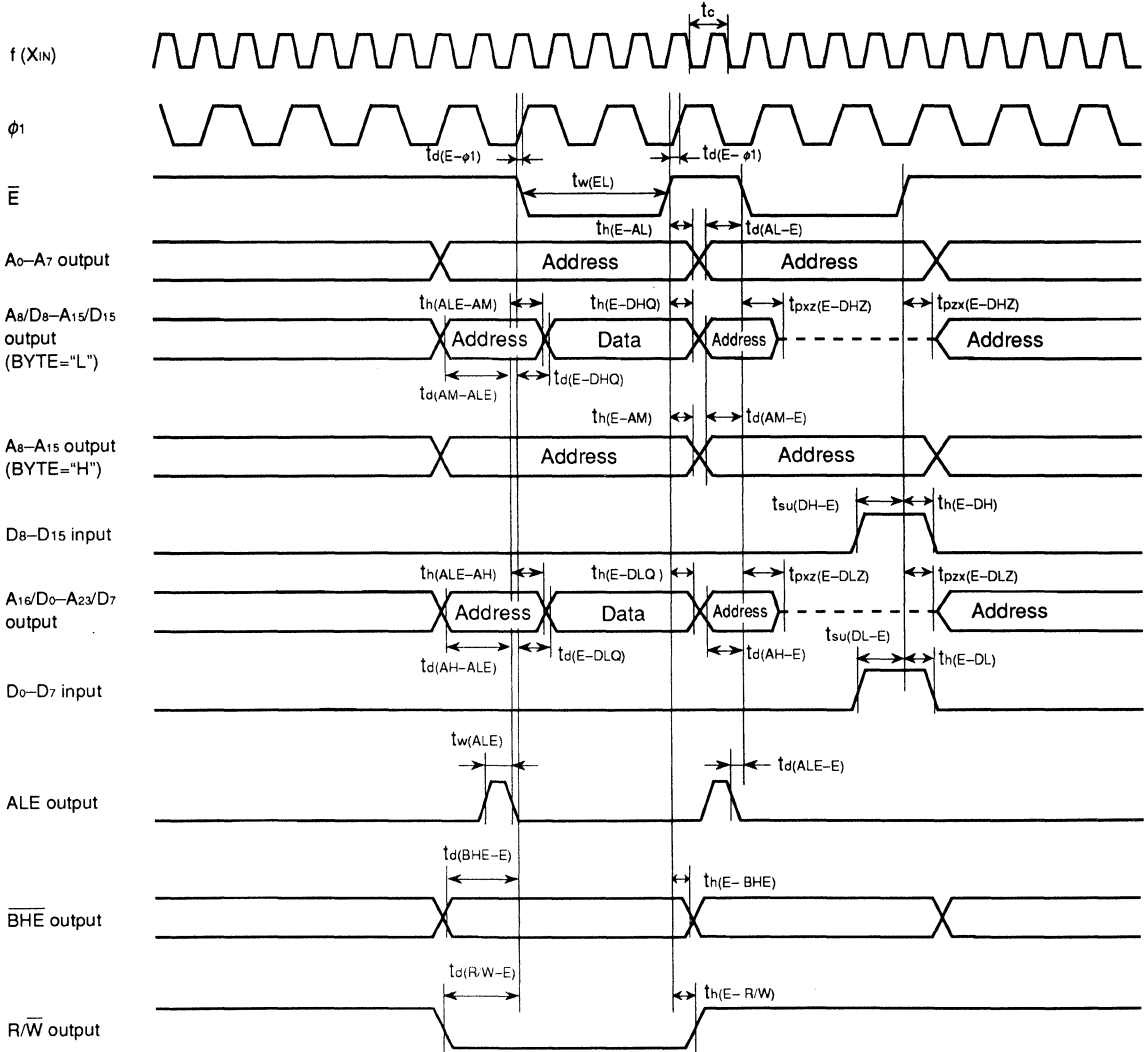 tc
f (XIN)
ϕ1
td(E–ϕ1) td(E–ϕ1)
E̅ tw(EL)
th(E–AL) td(AL–E)
A0–A7 output Address Address
A8/D8–A15/D15 th(ALE–AM) th(E–DHQ) tpxz(E–DHZ) tpzx(E–DHZ)
output Address Data Address Address
(BYTE="L")
td(AM–ALE) td(E–DHQ)
th(E–AM) td(AM–E)
A8–A15 output Address Address
(BYTE="H")
tsu(DH–E) th(E–DH)
D8–D15 input
th(ALE–AH) th(E–DLQ) tpxz(E–DLZ) tpzx(E–DLZ)
A16/D0–A23/D7 Address Data Address Address
output
tsu(DL–E)
td(AH–ALE) td(E–DLQ) td(AH–E) th(E–DL)
D0–D7 input
tw(ALE)
td(ALE–E)
ALE output
td(BHE–E)
th(E–BHE)
B̅H̅E̅ output
td(R/W–E)
th(E–R/W)
R/W̅ output